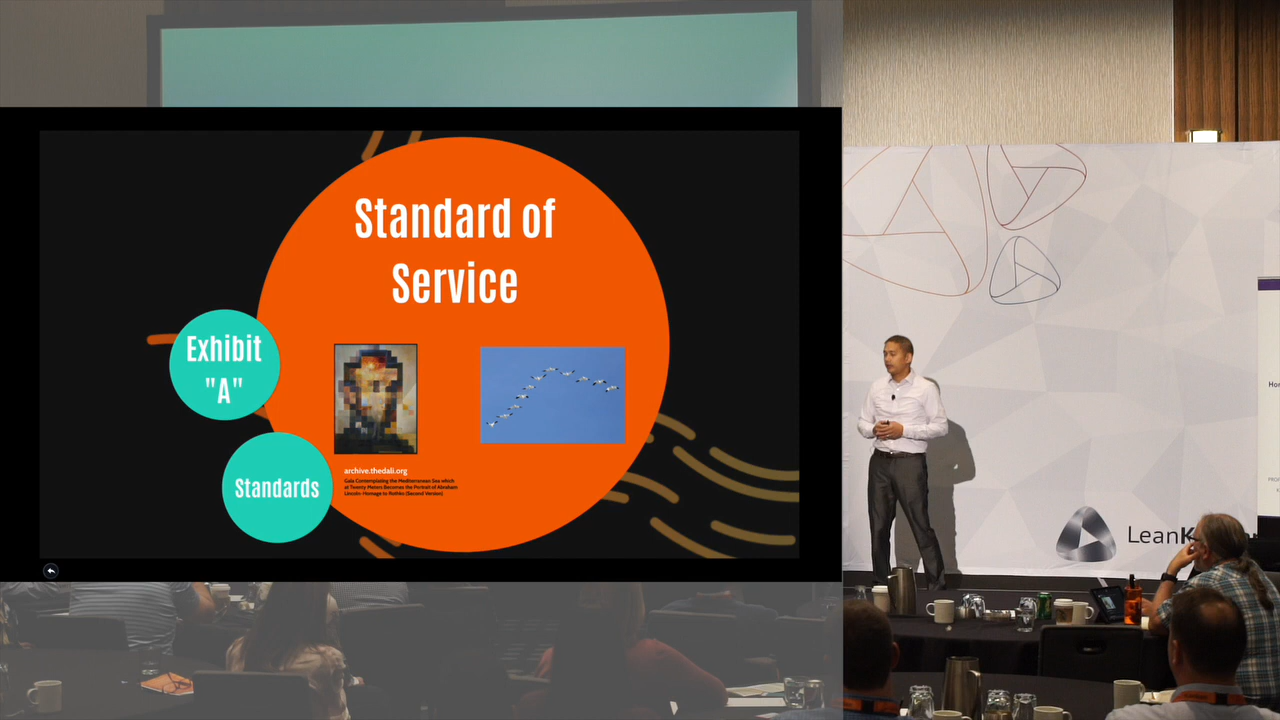 Standard of
Service
Exhibit
"A"
Standards
archive.thedali.org
Gala Contemplating the Mediterranean Sea which
at Twenty Meters Becomes the Portrait of Abraham
Lincoln-Homage to Rothko (Second Version)
LeanK